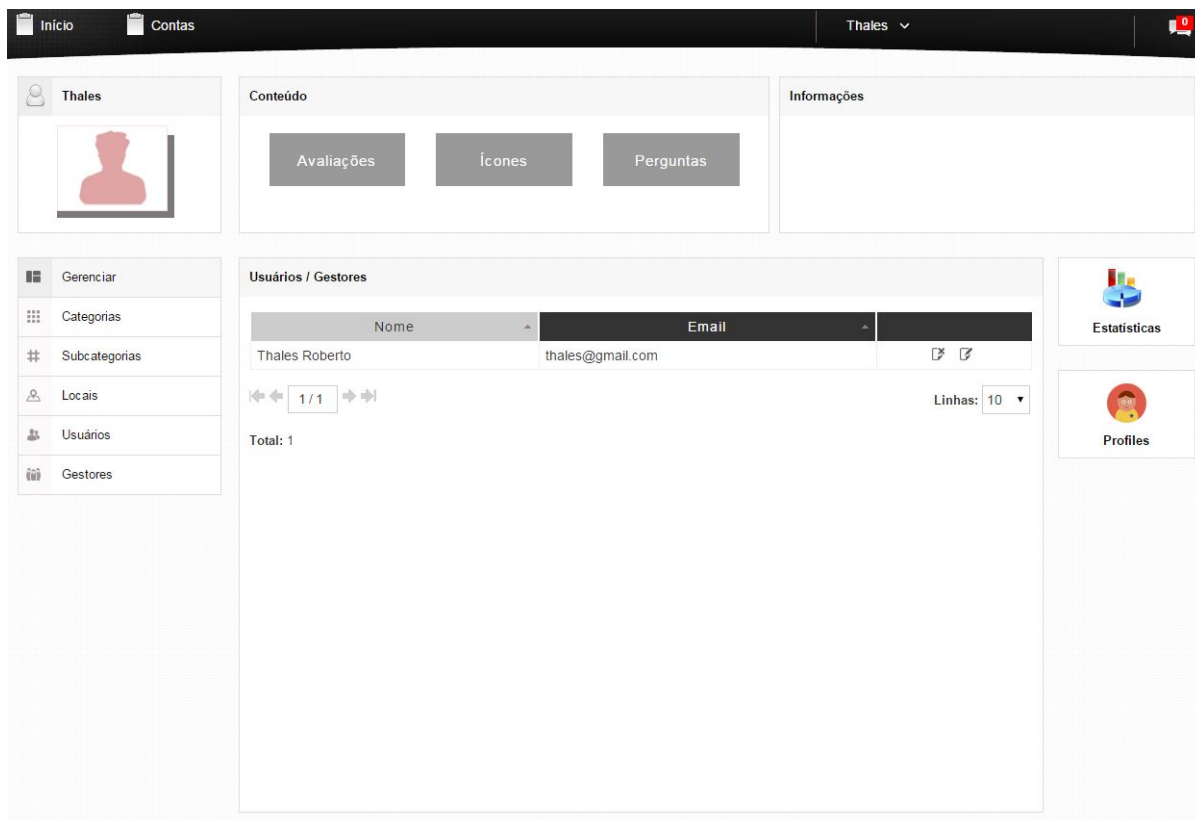 Início Contas Thales 0
Thales
Conteúdo
Informações
Avaliações Ícones Perguntas
Gerenciar
Categorias
Subcategorias
Locais
Usuários
Gestores
Usuários / Gestores
Nome Email
Thales Roberto thales@gmail.com
1 / 1 Linhas: 10
Total: 1
Estatísticas
Profiles